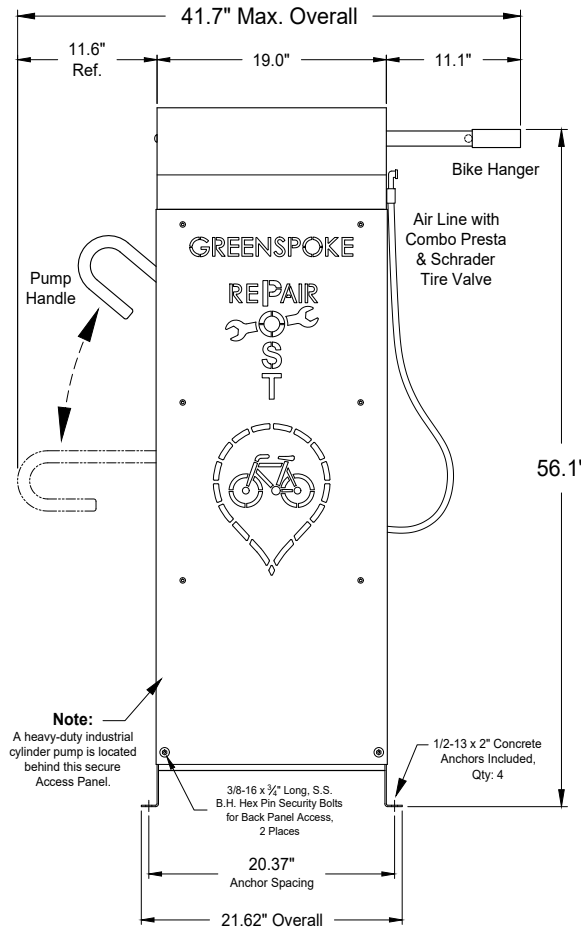 41.7" Max. Overall
11.6"
Ref.
19.0"
11.1"
Bike Hanger
Air Line with
Combo Presta
& Schrader
Tire Valve
Pump
Handle
GREENSPOKE
REPAIR
O
S
T
56.1"
Note:
A heavy-duty industrial
cylinder pump is located
behind this secure
Access Panel.
3/8-16 x ¾" Long, S.S.
B.H. Hex Pin Security Bolts
for Back Panel Access,
2 Places
1/2-13 x 2" Concrete
Anchors Included,
Qty: 4
20.37"
Anchor Spacing
21.62" Overall